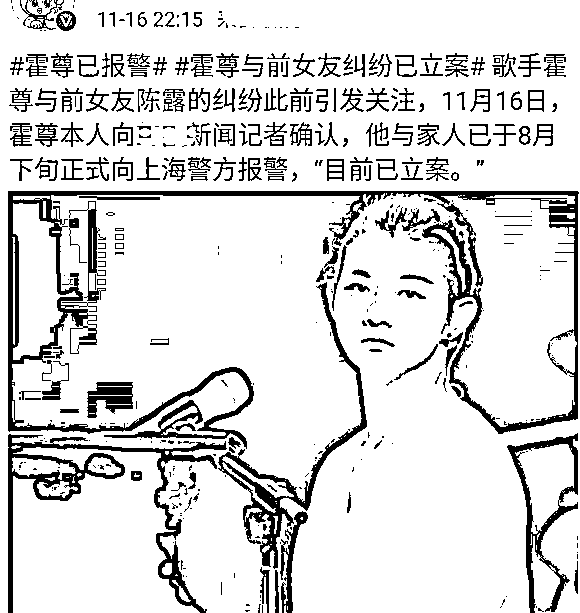 11-16 22:15
#霍尊已报警# #霍尊与前女友纠纷已立案# 歌手霍
尊与前女友陈露的纠纷此前引发关注，11月16日，
霍尊本人向 新闻记者确认，他与家人已于8月
下旬正式向上海警方报警，“目前已立案。”